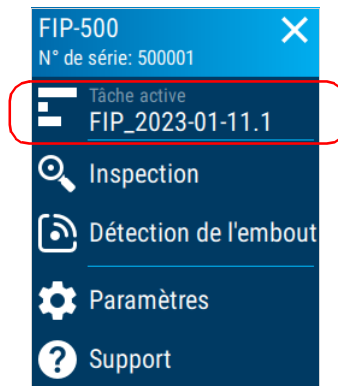 FIP-500
N° de série: 500001
Tâche active
FIP_2023-01-11.1
Inspection
Détection de l'embout
Paramètres
Support